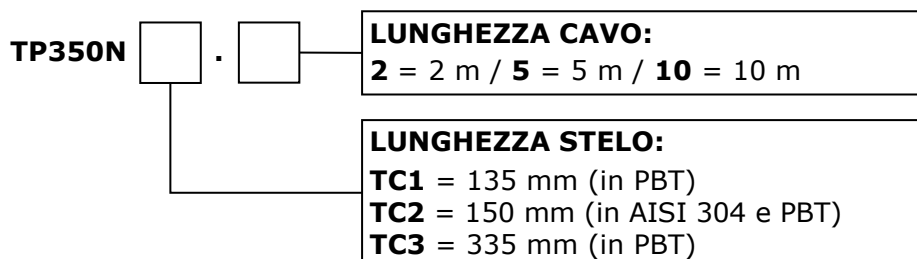 TP350N .
LUNGHEZZA CAVO:
2 = 2 m / 5 = 5 m / 10 = 10 m
LUNGHEZZA STELO:
TC1 = 135 mm (in PBT)
TC2 = 150 mm (in AISI 304 e PBT)
TC3 = 335 mm (in PBT)